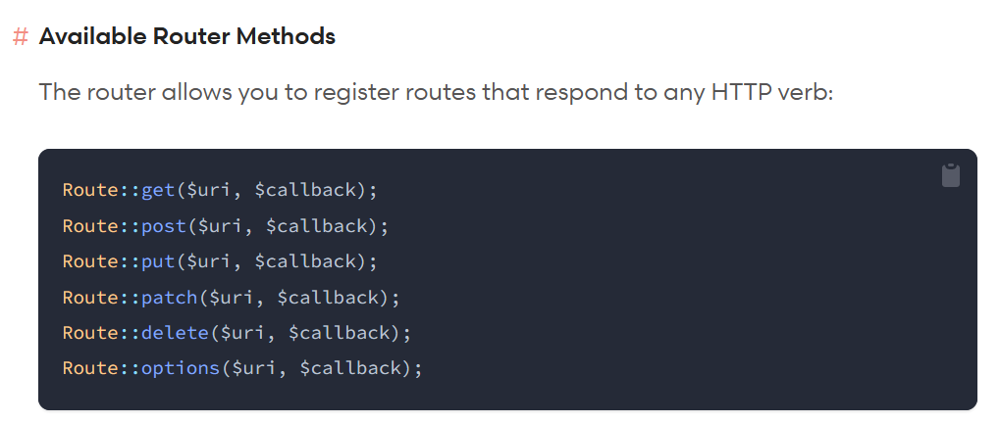 # Available Router Methods
The router allows you to register routes that respond to any HTTP verb:
Route::get($uri, $callback);
Route::post($uri, $callback);
Route::put($uri, $callback);
Route::patch($uri, $callback);
Route::delete($uri, $callback);
Route::options($uri, $callback);